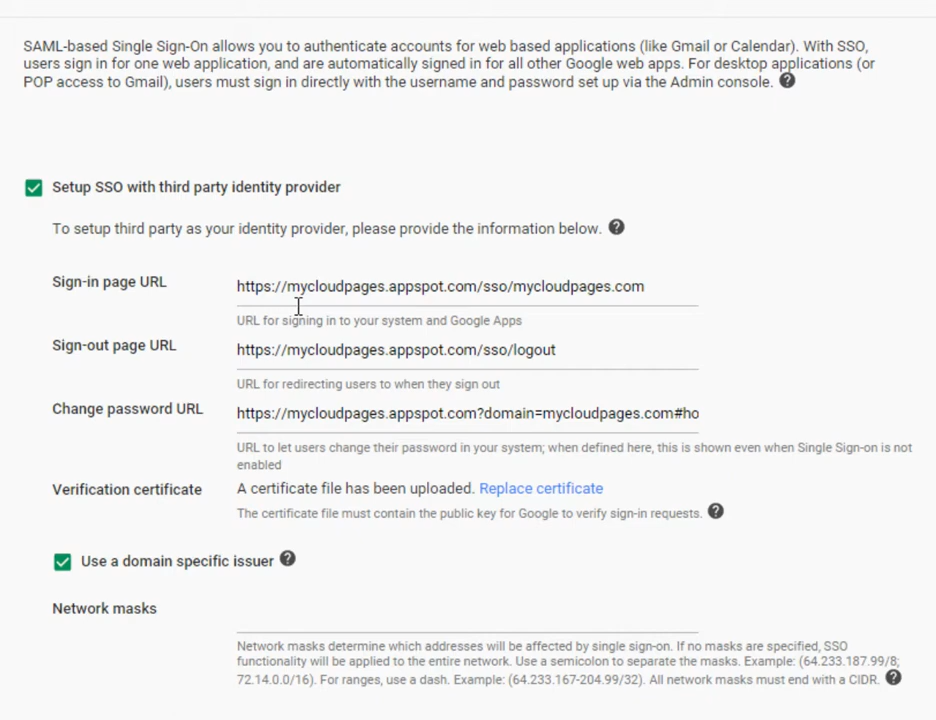 SAML-based Single Sign-On allows you to authenticate accounts for web based applications (like Gmail or Calendar). With SSO,
users sign in for one web application, and are automatically signed in for all other Google web apps. For desktop applications (or
POP access to Gmail), users must sign in directly with the username and password set up via the Admin console. ?
Setup SSO with third party identity provider
To setup third party as your identity provider, please provide the information below. ?
Sign-in page URL
https://mycloudpages.appspot.com/sso/mycloudpages.com
URL for signing in to your system and Google Apps
Sign-out page URL
https://mycloudpages.appspot.com/sso/logout
URL for redirecting users to when they sign out
Change password URL
https://mycloudpages.appspot.com?domain=mycloudpages.com#ho
URL to let users change their password in your system; when defined here, this is shown even when Single Sign-on is not
enabled
Verification certificate
A certificate file has been uploaded. Replace certificate
The certificate file must contain the public key for Google to verify sign-in requests. ?
Use a domain specific issuer ?
Network masks
Network masks determine which addresses will be affected by single sign-on. If no masks are specified, SSO
functionality will be applied to the entire network. Use a semicolon to separate the masks. Example: (64.233.187.99/8;
72.14.0.0/16). For ranges, use a dash. Example: (64.233.167-204.99/32). All network masks must end with a CIDR. ?